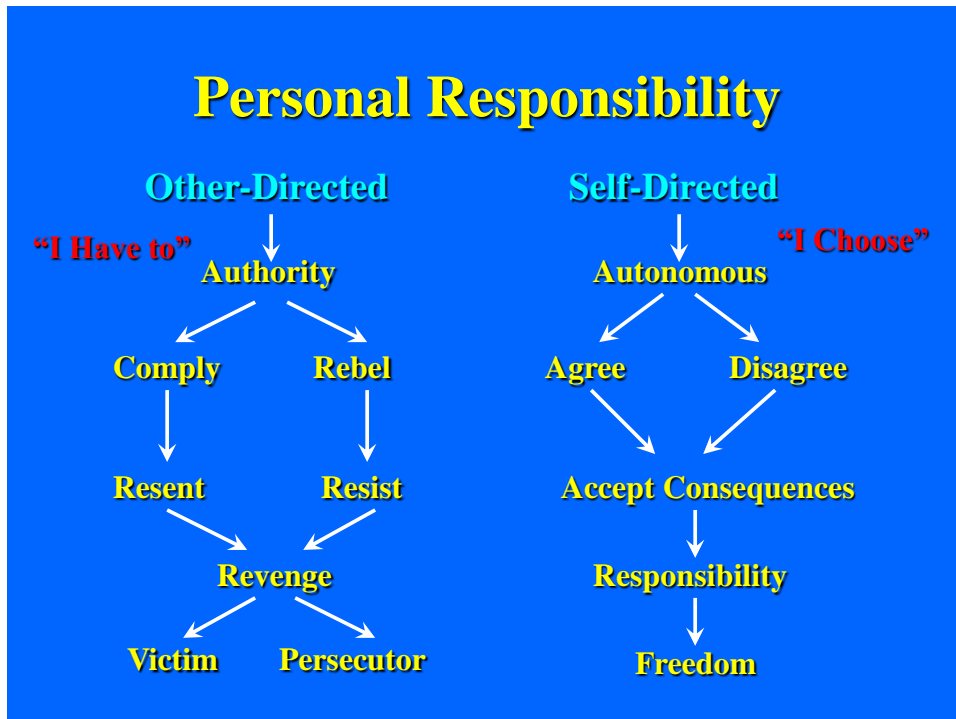 Personal Responsibility
Other-Directed
Self-Directed
“I Have to”
“I Choose”
Authority
Autonomous
Comply
Rebel
Agree
Disagree
Resent
Resist
Accept Consequences
Revenge
Responsibility
Victim
Persecutor
Freedom